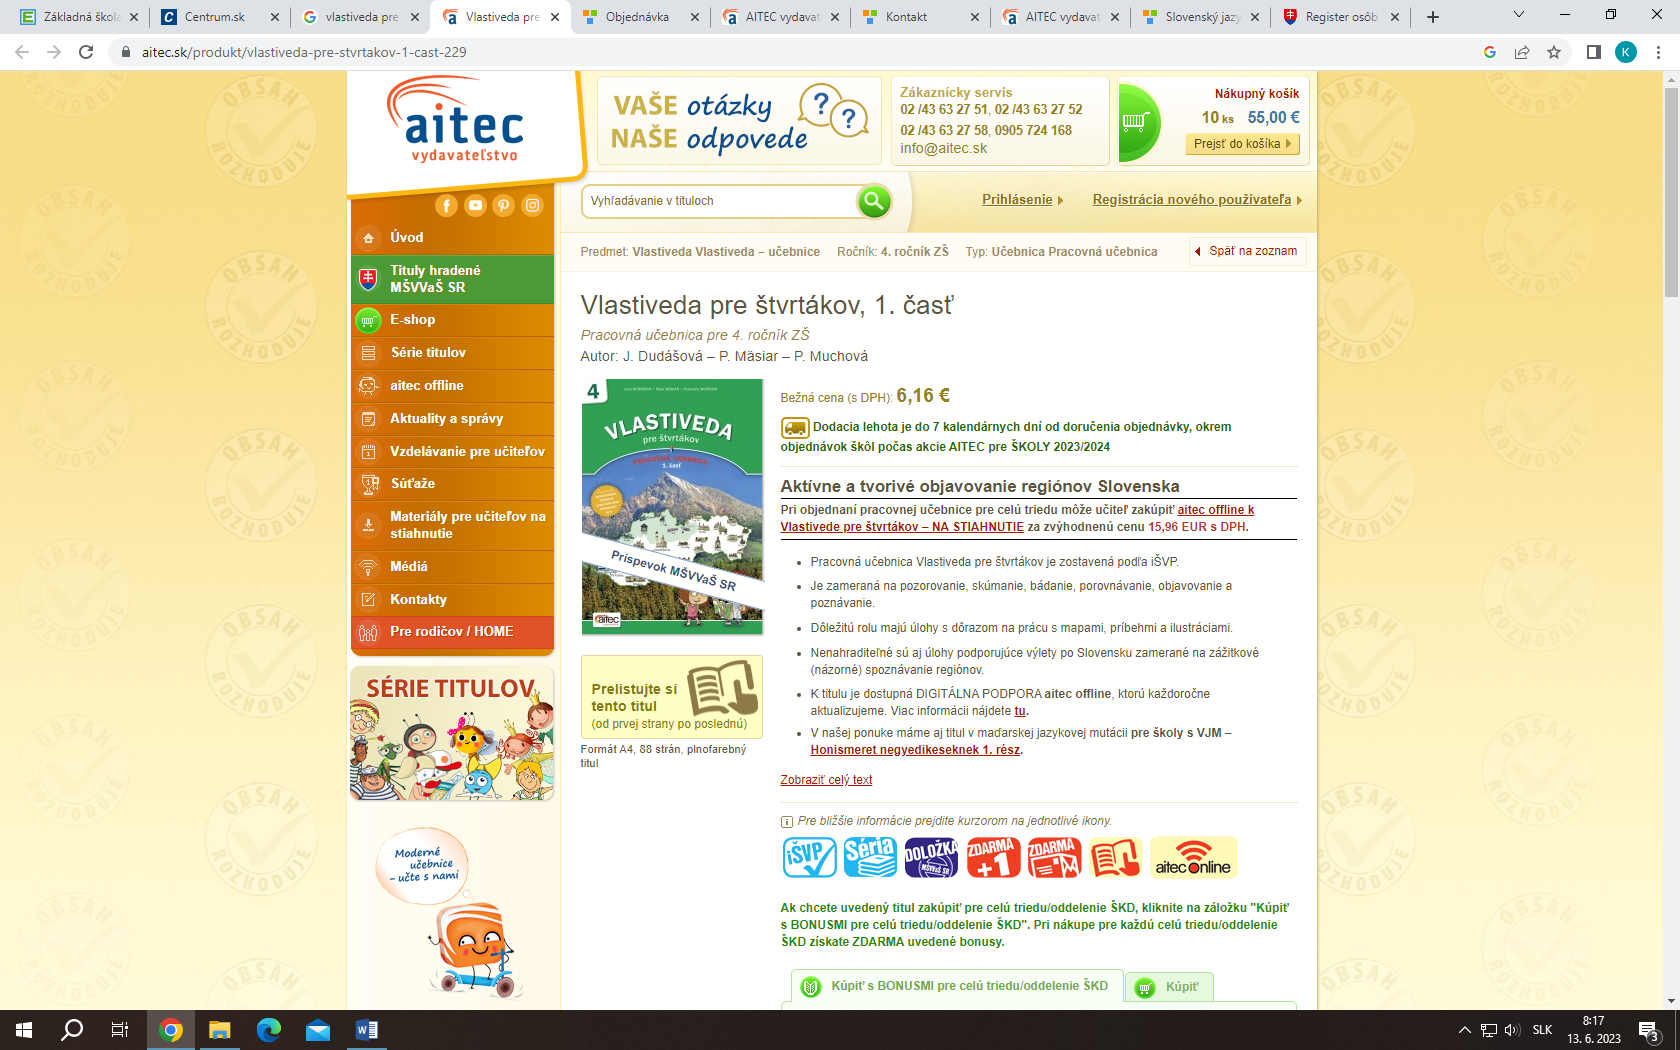 Základná škola
Centrum.sk
vlastiveda pre
Vlastiveda pre
Objednávka
AITEC vydavat
Kontakt
AITEC vydavat
Slovenský jazy
Register osôb
aitec.sk/produkt/vlastiveda-pre-stvrtakov-1-cast-229
K
aitec
vydavateľstvo
VAŠE otázky
NAŠE odpovede
Zákaznícky servis
02 /43 63 27 51, 02 /43 63 27 52
02 /43 63 27 58, 0905 724 168
info@aitec.sk
Nákupný košík
10 ks 55,00 €
Prejsť do košíka
Vyhľadávanie v tituloch
Prihlásenie
Registrácia nového používateľa
Úvod
Tituly hradené
MŠVVaŠ SR
E-shop
Série titulov
aitec offline
Aktuality a správy
Vzdelávanie pre učiteľov
Súťaže
Materiály pre učiteľov na
stiahnutie
Médiá
Kontakty
Pre rodičov / HOME
SÉRIE TITULOV
Moderné
učebnice
- učte s nami
Predmet: Vlastiveda Vlastiveda – učebnice Ročník: 4. ročník ZŠ Typ: Učebnica Pracovná učebnica
Späť na zoznam
Vlastiveda pre štvrtákov, 1. časť
Pracovná učebnica pre 4. ročník ZŠ
Autor: J. Dudášová – P. Mäsiar – P. Muchová
4
VLASTIVEDA
pre štvrtákov
PRACOVNÁ UČEBNICA
1. časť
Príspevok MŠVVaŠ SR
aitec
Prelistujte si
tento titul
(od prvej strany po poslednú)
Formát A4, 88 strán, plnofarebný
titul
Bežná cena (s DPH): 6,16 €
Dodacia lehota je do 7 kalendárnych dní od doručenia objednávky, okrem
objednávok škôl počas akcie AITEC pre ŠKOLY 2023/2024
Aktívne a tvorivé objavovanie regiónov Slovenska
Pri objednaní pracovnej učebnice pre celú triedu môže učiteľ zakúpiť aitec offline k
Vlastivede pre štvrtákov – NA STIAHNUTIE za zvýhodnenú cenu 15,96 EUR s DPH.
• Pracovná učebnica Vlastiveda pre štvrtákov je zostavená podľa iŠVP.
• Je zameraná na pozorovanie, skúmanie, bádanie, porovnávanie, objavovanie a
poznávanie.
• Dôležitú rolu majú úlohy s dôrazom na prácu s mapami, príbehmi a ilustráciami.
• Nenahraditeľné sú aj úlohy podporujúce výlety po Slovensku zamerané na zážitkové
(názorné) spoznávanie regiónov.
• K titulu je dostupná DIGITÁLNA PODPORA aitec offline, ktorú každoročne
aktualizujeme. Viac informácii nájdete tu.
• V našej ponuke máme aj titul v maďarskej jazykovej mutácii pre školy s VJM –
Honismeret negyedikeseknek 1. rész.
Zobraziť celý text
Pre bližšie informácie prejdite kurzorom na jednotlivé ikony.
iŠVP
Séria
DOLOŽKA
MŠVVaŠ SR
ZDARMA
+1
ZDARMA
aitec online
Ak chcete uvedený titul zakúpiť pre celú triedu/oddelenie ŠKD, kliknite na záložku "Kúpiť
s BONUSMI pre celú triedu/oddelenie ŠKD". Pri nákupe pre každú celú triedu/oddelenie
ŠKD získate ZDARMA uvedené bonusy.
Kúpiť s BONUSMI pre celú triedu/oddelenie ŠKD
Kúpiť
OBSAH
ROZHODUJE
SLK
8:17
13. 6. 2023
3